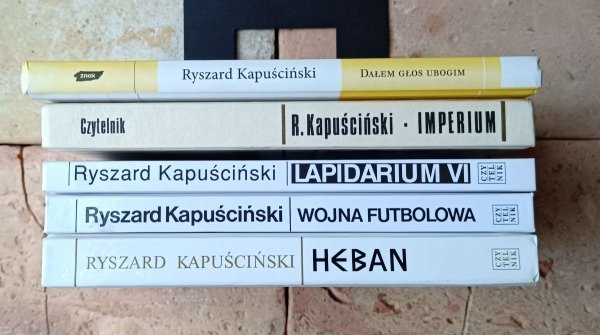 znak Ryszard Kapuściński DAŁEM GŁOS UBOGIM
Czytelnik R. Kapuściński · IMPERIUM
Ryszard Kapuściński LAPIDARIUM VI CZY TEL NIK
Ryszard Kapuściński WOJNA FUTBOLOWA CZY TEL NIK
RYSZARD KAPUŚCIŃSKI HEBAN CZY TEL NIK